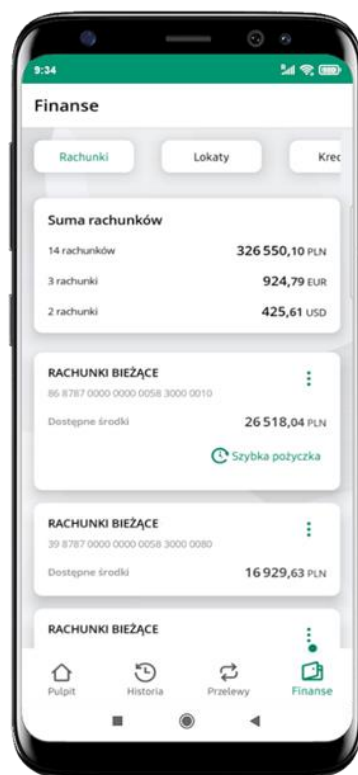 9:34
Finanse
Rachunki Lokaty Kred
Suma rachunków
14 rachunków 326 550,10 PLN
3 rachunki 924,79 EUR
2 rachunki 425,61 USD
RACHUNKI BIEŻĄCE
86 8787 0000 0000 0058 3000 0010
Dostępne środki 26 518,04 PLN
Szybka pożyczka
RACHUNKI BIEŻĄCE
39 8787 0000 0000 0058 3000 0080
Dostępne środki 16 929,63 PLN
RACHUNKI BIEŻĄCE
Pulpit Historia Przelewy Finanse